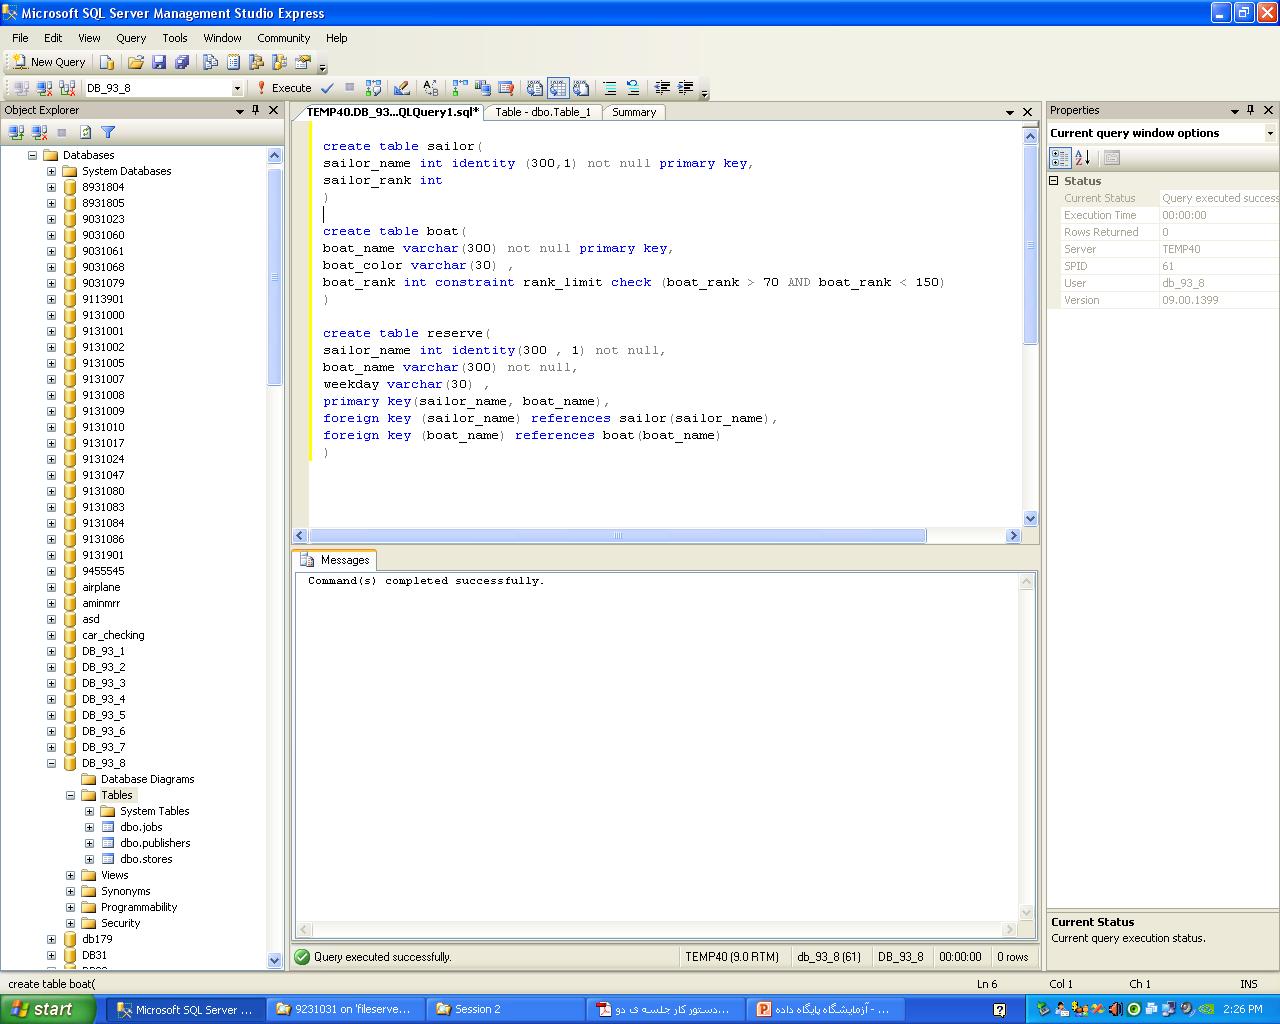 Microsoft SQL Server Management Studio Express
File Edit View Query Tools Window Community Help
New Query
DB_93_8 Execute
Object Explorer
Databases
System Databases
8931804
8931805
9031023
9031060
9031061
9031068
9031079
9113901
9131000
9131001
9131002
9131005
9131007
9131008
9131009
9131010
9131017
9131024
9131047
9131080
9131083
9131084
9131086
9131901
9455545
airplane
aminmrr
asd
car_checking
DB_93_1
DB_93_2
DB_93_3
DB_93_4
DB_93_5
DB_93_6
DB_93_7
DB_93_8
Database Diagrams
Tables
System Tables
dbo.jobs
dbo.publishers
dbo.stores
Views
Synonyms
Programmability
Security
db179
DB31
TEMP40.DB_93...QLQuery1.sql* Table - dbo.Table_1 Summary
create table sailor(
sailor_name int identity (300,1) not null primary key,
sailor_rank int
)
create table boat(
boat_name varchar(300) not null primary key,
boat_color varchar(30) ,
boat_rank int constraint rank_limit check (boat_rank > 70 AND boat_rank < 150)
)
create table reserve(
sailor_name int identity(300 , 1) not null,
boat_name varchar(300) not null,
weekday varchar(30) ,
primary key(sailor_name, boat_name),
foreign key (sailor_name) references sailor(sailor_name),
foreign key (boat_name) references boat(boat_name)
)
Messages
Command(s) completed successfully.
Query executed successfully. TEMP40 (9.0 RTM) db_93_8 (61) DB_93_8 00:00:00 0 rows
Properties
Current query window options
Status
Current Status Query executed success
Execution Time 00:00:00
Rows Returned 0
Server TEMP40
SPID 61
User db_93_8
Version 09.00.1399
Current Status
Current query execution status.
create table boat( Ln 6 Col 1 Ch 1 INS
start Microsoft SQL Server ... 9231031 on 'fileserve... Session 2 دستور کار جلسه ی دو... آزمایشگاه پایگاه داده - ... 2:26 PM